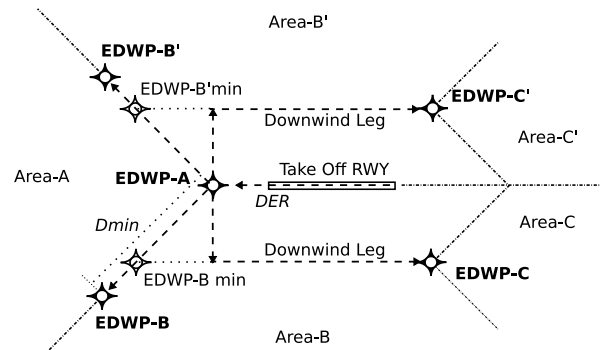 Area-B'
EDWP-B'
EDWP-B'min
EDWP-C'
Downwind Leg
Area-C'
Take Off RWY
EDWP-A
Area-A
DER
Dmin
Area-C
Downwind Leg
EDWP-C
EDWP-B min
EDWP-B
Area-B